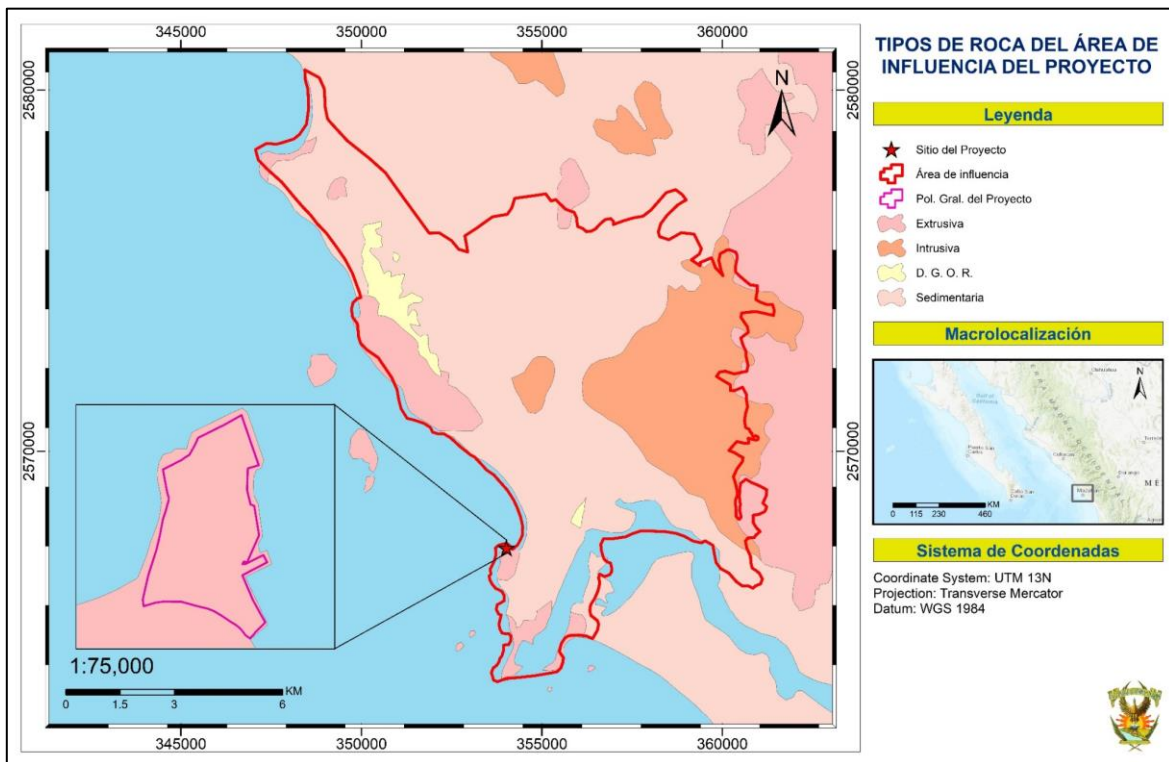 345000 350000 355000 360000
2580000
2570000
2580000
2570000
N
1:75,000
KM
0 1.5 3 6
345000 350000 355000 360000
TIPOS DE ROCA DEL ÁREA DE
INFLUENCIA DEL PROYECTO
Leyenda
Sitio del Proyecto
Área de influencia
Pol. Gral. del Proyecto
Extrusiva
Intrusiva
D. G. O. R.
Sedimentaria
Macrolocalización
N
KM
0 115 230 460
Sistema de Coordenadas
Coordinate System: UTM 13N
Projection: Transverse Mercator
Datum: WGS 1984